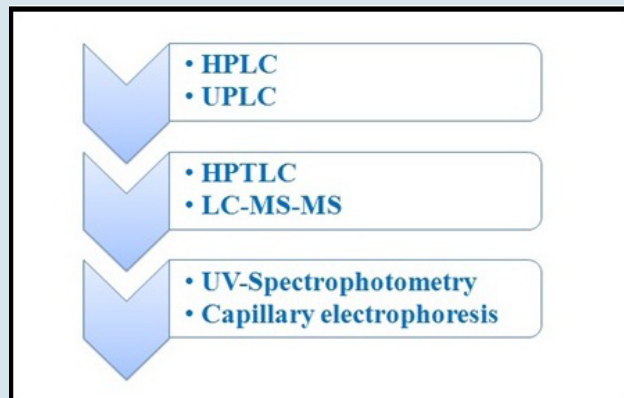 • HPLC
• UPLC
• HPTLC
• LC-MS-MS
• UV-Spectrophotometry
• Capillary electrophoresis